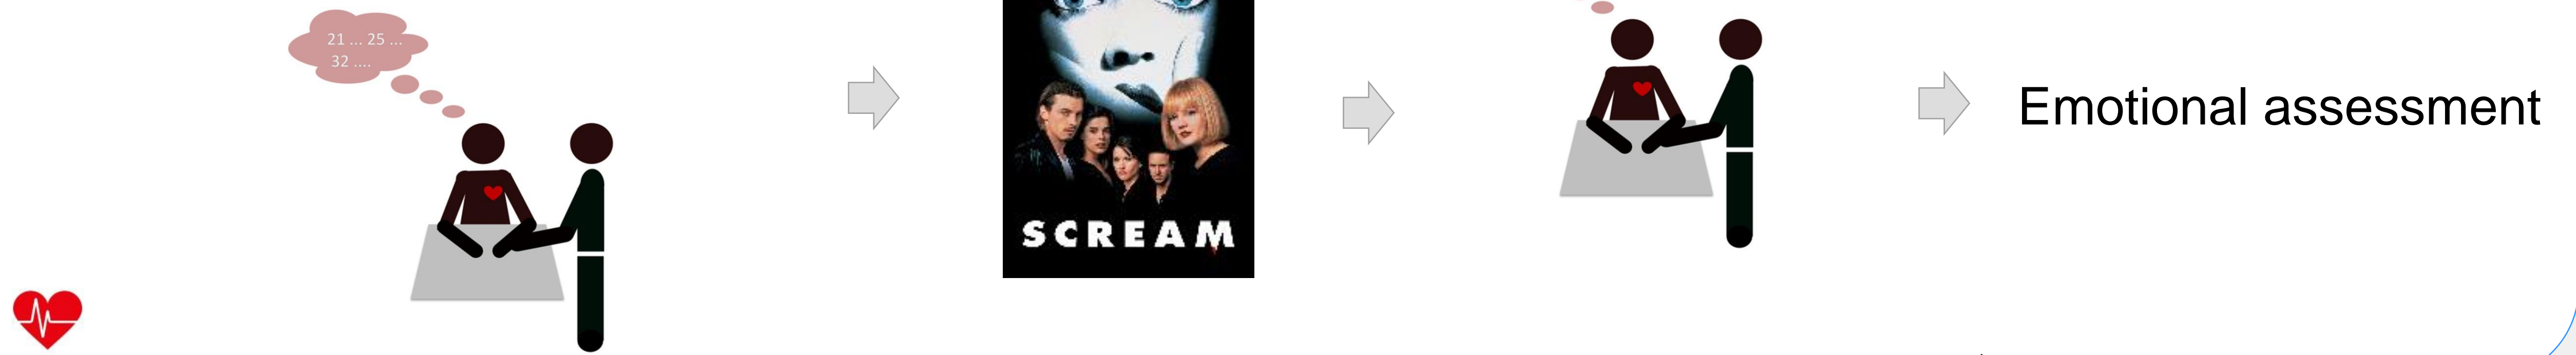 21 ... 25 ...
32 ....
SCREAM
Emotional assessment